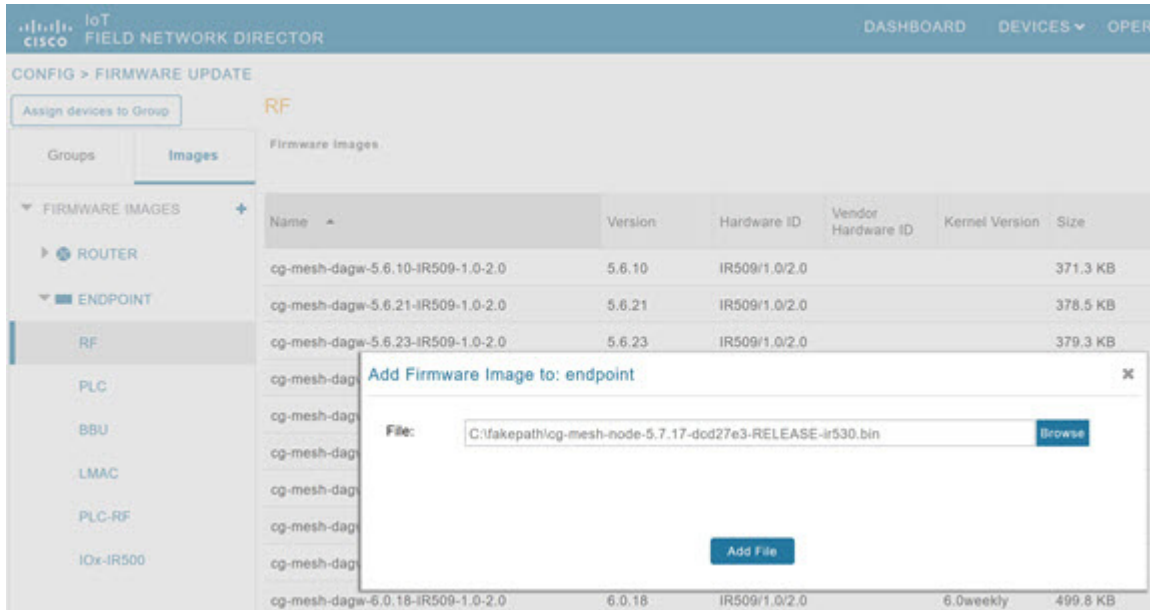 cisco IoT
FIELD NETWORK DIRECTOR
DASHBOARD DEVICES OPER
CONFIG > FIRMWARE UPDATE
Assign devices to Group
RF
Groups Images
Firmware Images
FIRMWARE IMAGES +
Name Version Hardware ID Vendor Hardware ID Kernel Version Size
ROUTER
cg-mesh-dagw-5.6.10-IR509-1.0-2.0 5.6.10 IR509/1.0/2.0 371.3 KB
ENDPOINT
cg-mesh-dagw-5.6.21-IR509-1.0-2.0 5.6.21 IR509/1.0/2.0 378.5 KB
RF
cg-mesh-dagw-5.6.23-IR509-1.0-2.0 5.6.23 IR509/1.0/2.0 379.3 KB
Add Firmware Image to: endpoint
PLC
cg-mesh-dag
File: C:\fakepath\cg-mesh-node-5.7.17-dcd27e3-RELEASE-ir530.bin Browse
BBU
cg-mesh-dag
LMAC
cg-mesh-dag
cg-mesh-dag
PLC-RF
cg-mesh-dag
Add File
IOx-IR500
cg-mesh-dag
cg-mesh-dagw-6.0.18-IR509-1.0-2.0 6.0.18 IR509/1.0/2.0 6.0weekly 499.8 KB